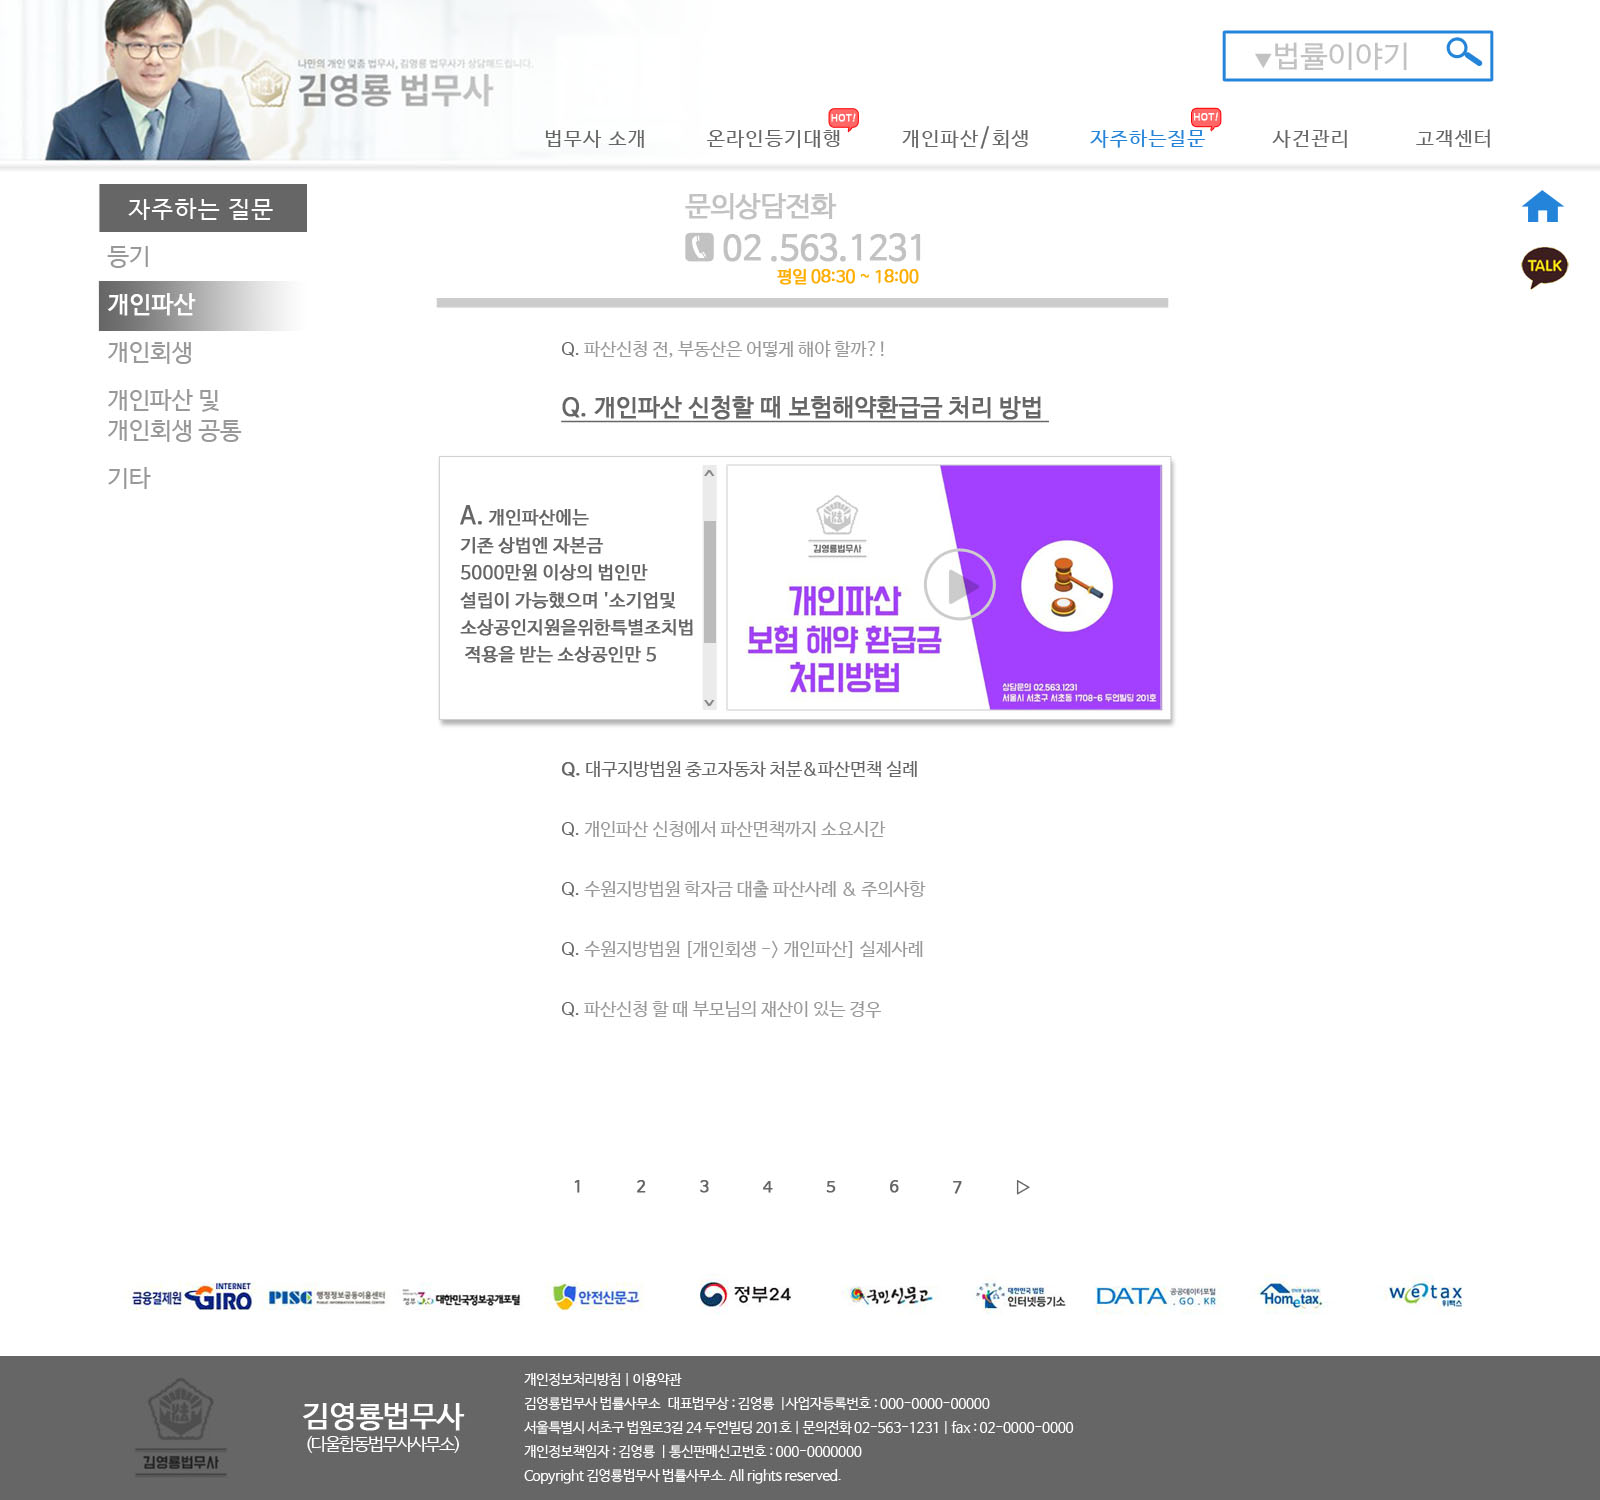 나만의 개인 맞춤 법무사, 김영룡 법무사가 상담해드립니다.
김영룡 법무사
▼법률이야기
법무사 소개
온라인등기대행
HOT!
개인파산/회생
자주하는질문
HOT!
사건관리
고객센터
자주하는 질문
등기
개인파산
개인회생
개인파산 및
개인회생 공통
기타
문의상담전화
02 .563.1231
평일 08:30 ~ 18:00
TALK
Q. 파산신청 전, 부동산은 어떻게 해야 할까?!
Q. 개인파산 신청할 때 보험해약환급금 처리 방법
A. 개인파산에는
기존 상법엔 자본금
5000만원 이상의 법인만
설립이 가능했으며 '소기업및
소상공인지원을위한특별조치법
적용을 받는 소상공인만 5
김영룡법무사
개인파산
보험 해약 환급금
처리방법
상담문의 02.563.1231
서울시 서초구 서초동 1708-6 두언빌딩 201호
Q. 대구지방법원 중고자동차 처분&파산면책 실례
Q. 개인파산 신청에서 파산면책까지 소요시간
Q. 수원지방법원 학자금 대출 파산사례 & 주의사항
Q. 수원지방법원 [개인회생 -> 개인파산] 실제사례
Q. 파산신청 할 때 부모님의 재산이 있는 경우
1 2 3 4 5 6 7 ▷
금융결제원 INTERNET GIRO
PISC 행정정보공동이용센터
PUBLIC INFORMATION SHARING CENTER
정부3.0 대한민국정보공개포털
안전신문고
정부24
국민신문고
대한민국 법원
인터넷등기소
DATA 공공데이터포털
.GO.KR
Hometax.
wetax
위택스
김영룡법무사
김영룡법무사
(다울합동법무사사무소)
개인정보처리방침 | 이용약관
김영룡법무사 법률사무소 대표법무상 : 김영룡 |사업자등록번호 : 000-0000-00000
서울특별시 서초구 법원로3길 24 두언빌딩 201호 | 문의전화 02-563-1231 | fax : 02-0000-0000
개인정보책임자 : 김영룡 | 통신판매신고번호 : 000-0000000
Copyright 김영룡법무사 법률사무소. All rights reserved.